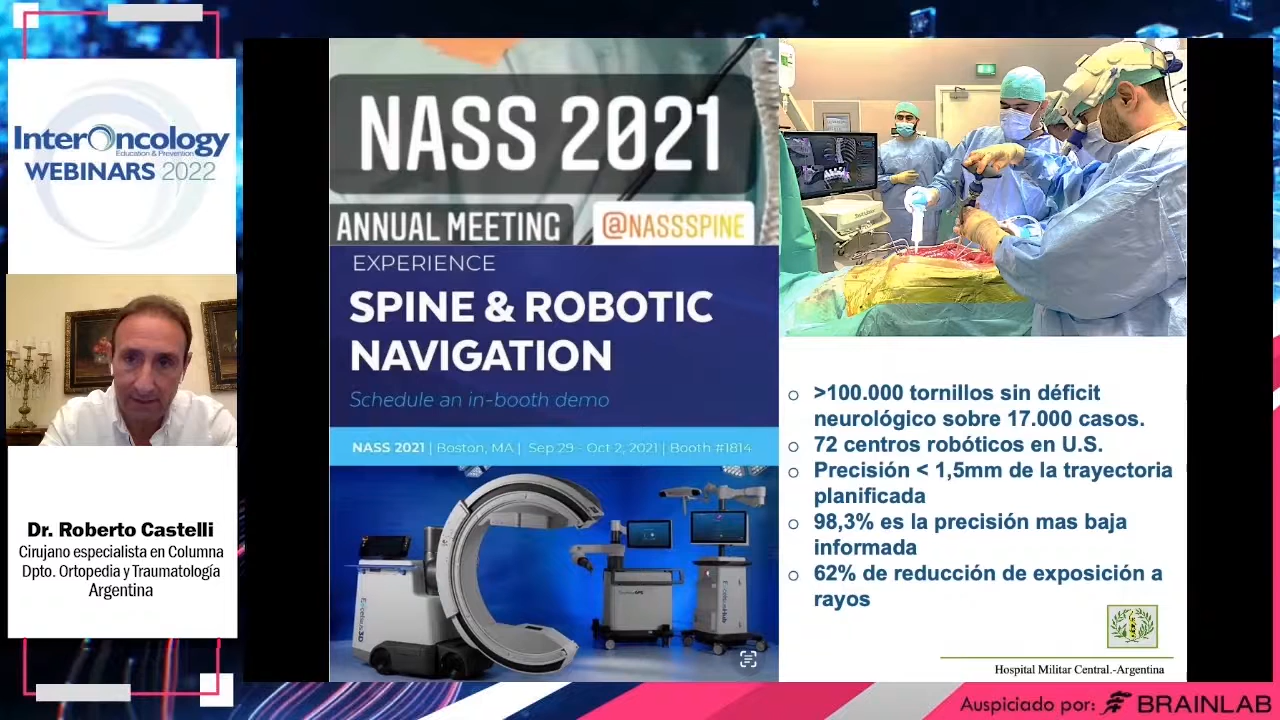 InterOncology
Education & Prevention
WEBINARS 2022
Dr. Roberto Castelli
Cirujano especialista en Columna
Dpto. Ortopedia y Traumatología
Argentina
NASS 2021
ANNUAL MEETING
@NASSSPINE
EXPERIENCE
SPINE & ROBOTIC
NAVIGATION
Schedule an in-booth demo
NASS 2021 | Boston, MA | Sep 29 - Oct 2, 2021 | Booth #1814
Excelsius3D
ExcelsiusGPS
ExcelsiusHub
>100.000 tornillos sin déficit
neurológico sobre 17.000 casos.
72 centros robóticos en U.S.
Precisión < 1,5mm de la trayectoria
planificada
98,3% es la precisión mas baja
informada
62% de reducción de exposición a
rayos
Hospital Militar Central.-Argentina
Auspiciado por: BRAINLAB